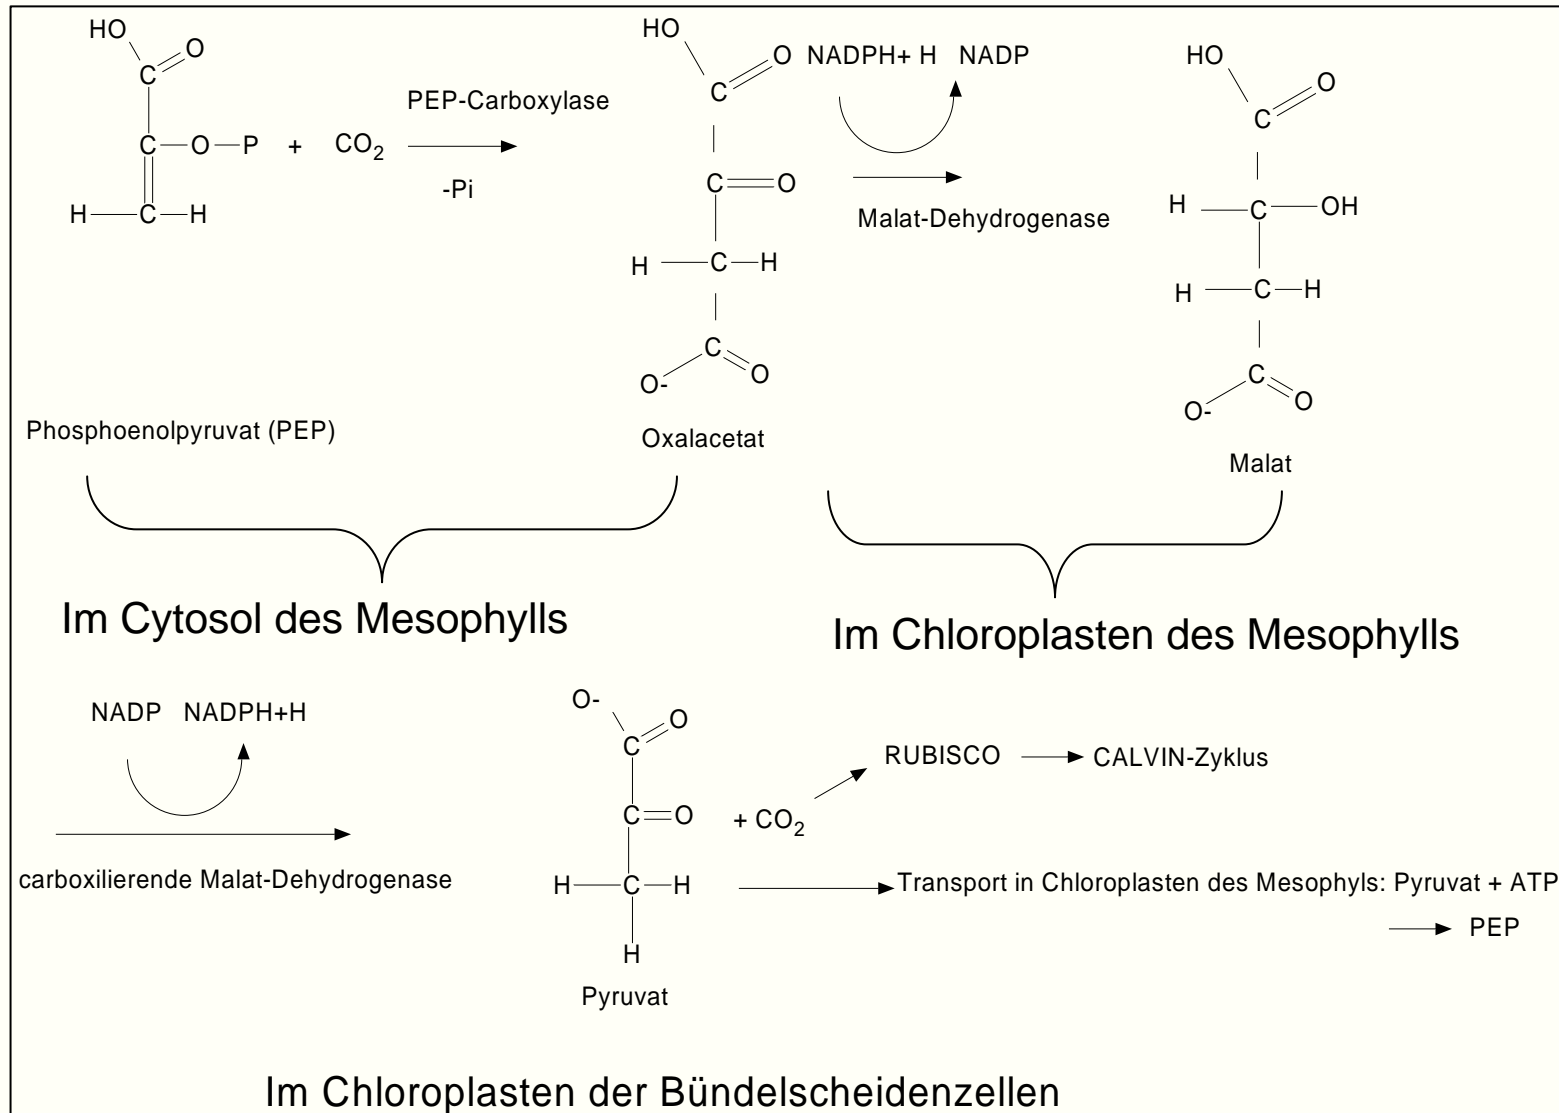 HO
O
C
C O P + CO2
PEP-Carboxylase
-Pi
H C H
Phosphoenolpyruvat (PEP)
HO
O
C
C O
H C H
C
O- O
Oxalacetat
NADPH+ H NADP
Malat-Dehydrogenase
HO
O
C
H C OH
H C H
C
O- O
Malat
Im Cytosol des Mesophylls
Im Chloroplasten des Mesophylls
NADP NADPH+H
carboxilierende Malat-Dehydrogenase
O-
O
C
C O
H C H
H
Pyruvat
+ CO2
RUBISCO CALVIN-Zyklus
Transport in Chloroplasten des Mesophyls: Pyruvat + ATP
PEP
Im Chloroplasten der Bündelscheidenzellen